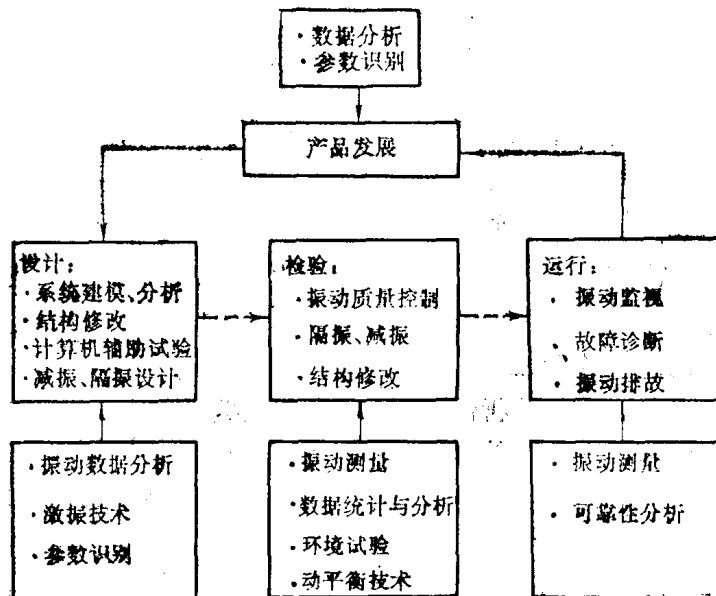 ·数据分析
·参数识别
产品发展
设计：
·系统建模、分析
·结构修改
·计算机辅助试验
·减振、隔振设计
检验：
·振动质量控制
·隔振、减振
·结构修改
运行：
·振动监视
·故障诊断
·振动排故
·振动数据分析
·激振技术
·参数识别
·振动测量
·数据统计与分析
·环境试验
·动平衡技术
·振动测量
·可靠性分析